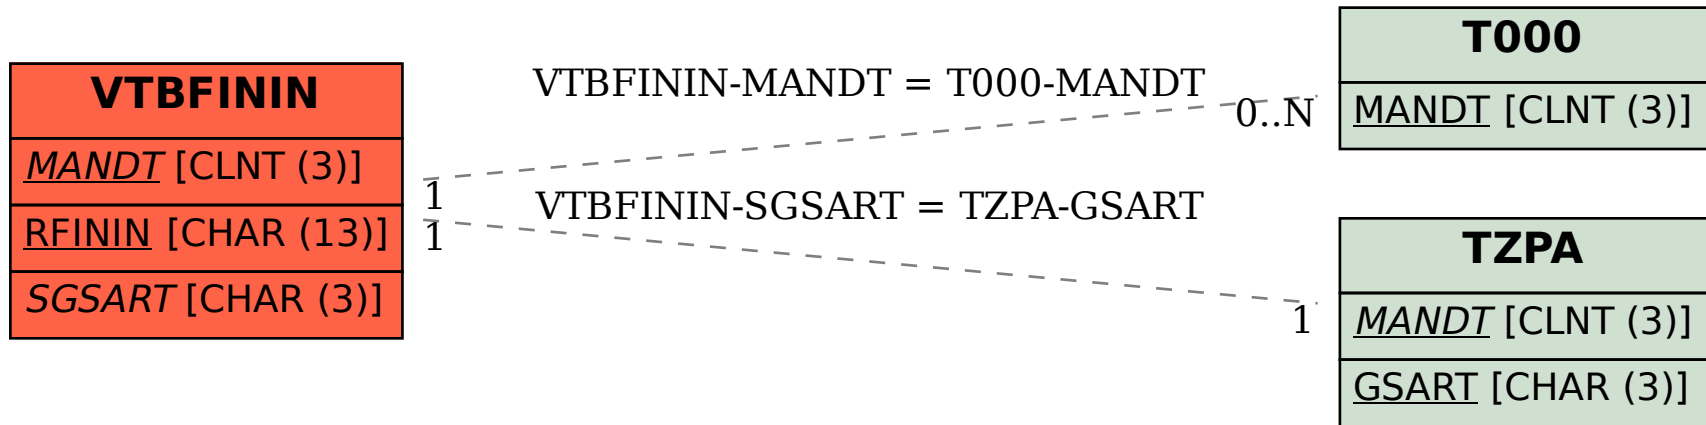 VTBFININ
MANDT [CLNT (3)]
RFININ [CHAR (13)]
SGSART [CHAR (3)]
VTBFININ-MANDT = T000-MANDT
0..N
1
VTBFININ-SGSART = TZPA-GSART
1
1
T000
MANDT [CLNT (3)]
TZPA
MANDT [CLNT (3)]
GSART [CHAR (3)]